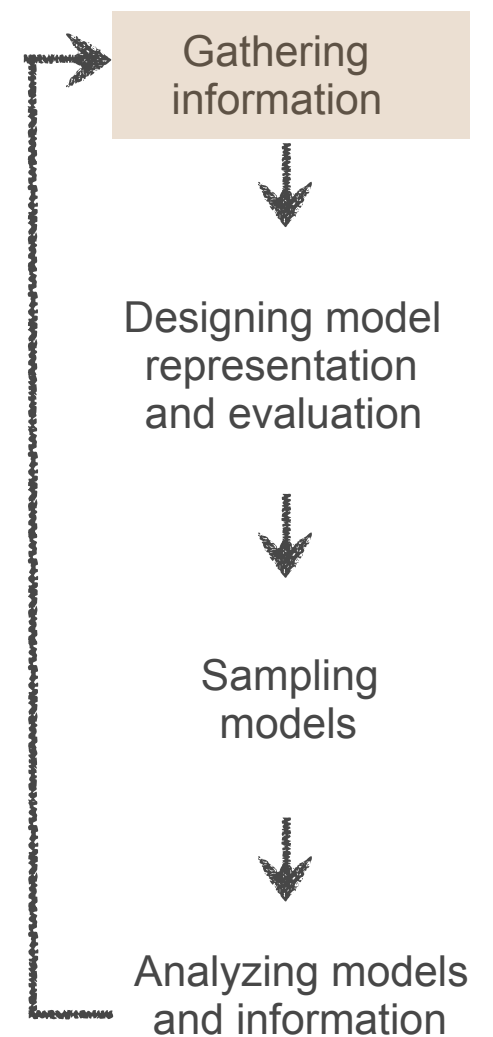 Gathering
information
Designing model
representation
and evaluation
Sampling
models
Analyzing models
and information